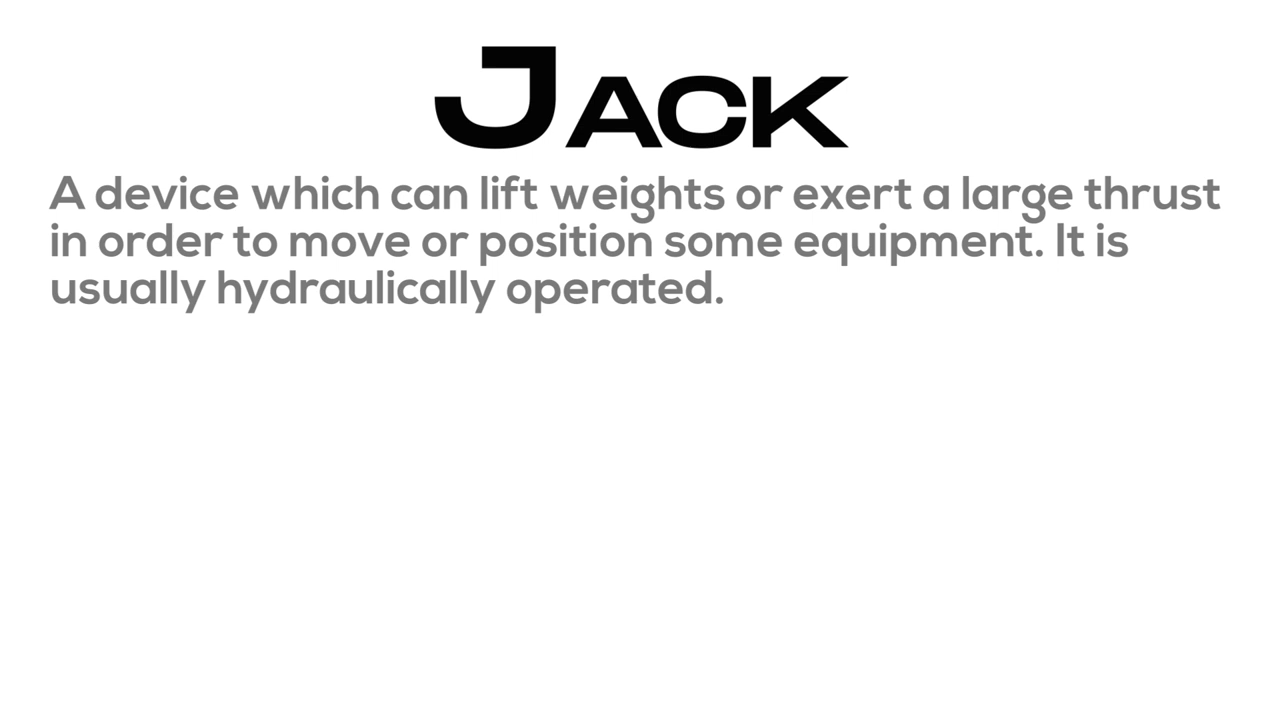 Jack
A device which can lift weights or exert a large thrust
in order to move or position some equipment. It is
usually hydraulically operated.